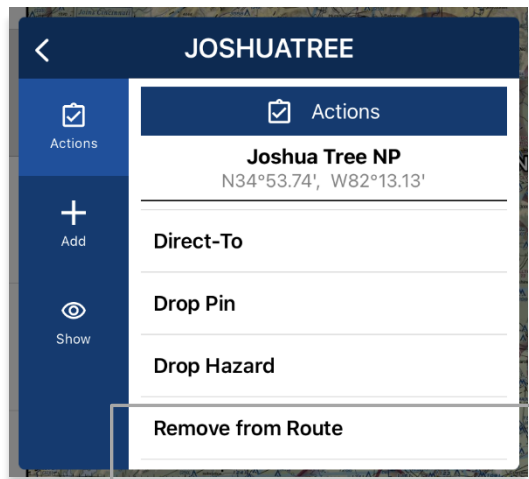 JOSHUATREE
Actions
Add
Show
Actions
Joshua Tree NP
N34°53.74', W82°13.13'
Direct-To
Drop Pin
Drop Hazard
Remove from Route